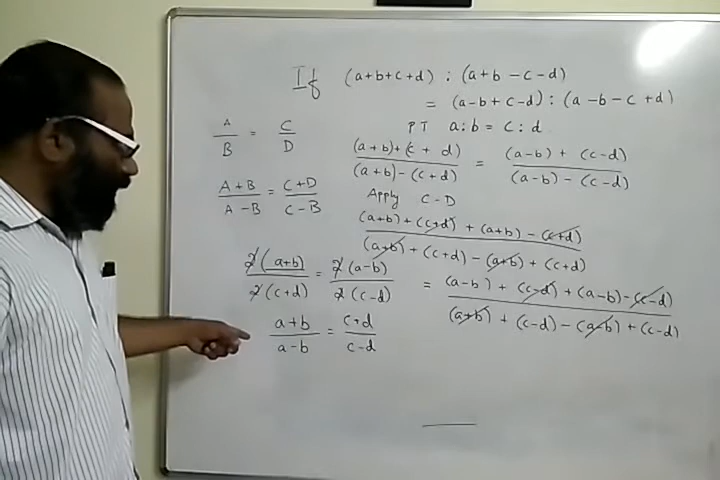 If (a+b+c+d) : (a+b-c-d)
= (a-b+c-d) : (a-b-c+d)
PT a:b = c:d
A/B = C/D
(a+b)+(c+d)/(a+b)-(c+d) = (a-b)+(c-d)/(a-b)-(c-d)
A+B/A-B = C+D/C-B
Apply C-D
(a+b)+(c+d)+(a+b)-(c+d)/(a+b)+(c+d)-(a+b)+(c+d)
= (a-b)+(c-d)+(a-b)-(c-d)/(a+b)+(c-d)-(a-b)+(c-d)
2(a+b)/2(c+d) = 2(a-b)/2(c-d)
a+b/a-b = c+d/c-d